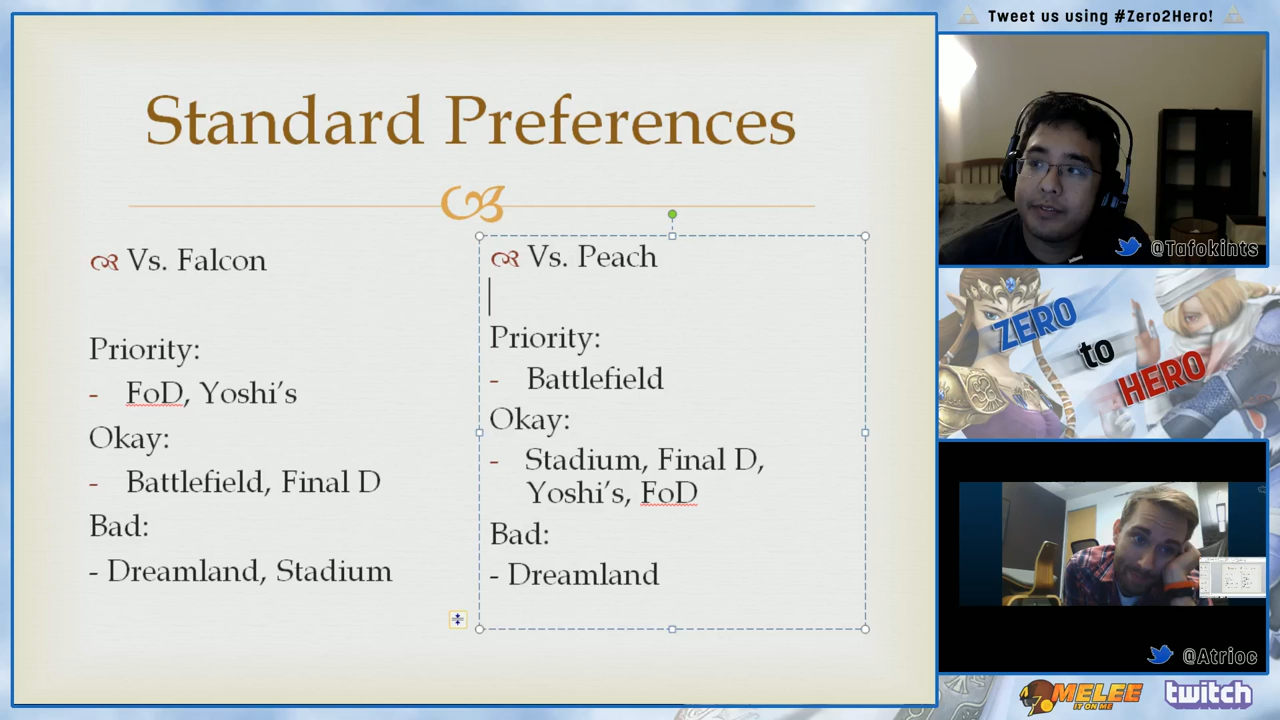 Tweet us using #Zero2Hero!
Standard Preferences
Vs. Falcon
Priority:
- FoD, Yoshi's
Okay:
- Battlefield, Final D
Bad:
- Dreamland, Stadium
Vs. Peach
Priority:
- Battlefield
Okay:
- Stadium, Final D,
Yoshi's, FoD
Bad:
- Dreamland
@Tafokints
ZERO
to
HERO
@Atrioc
MELEE
IT ON ME
twitch